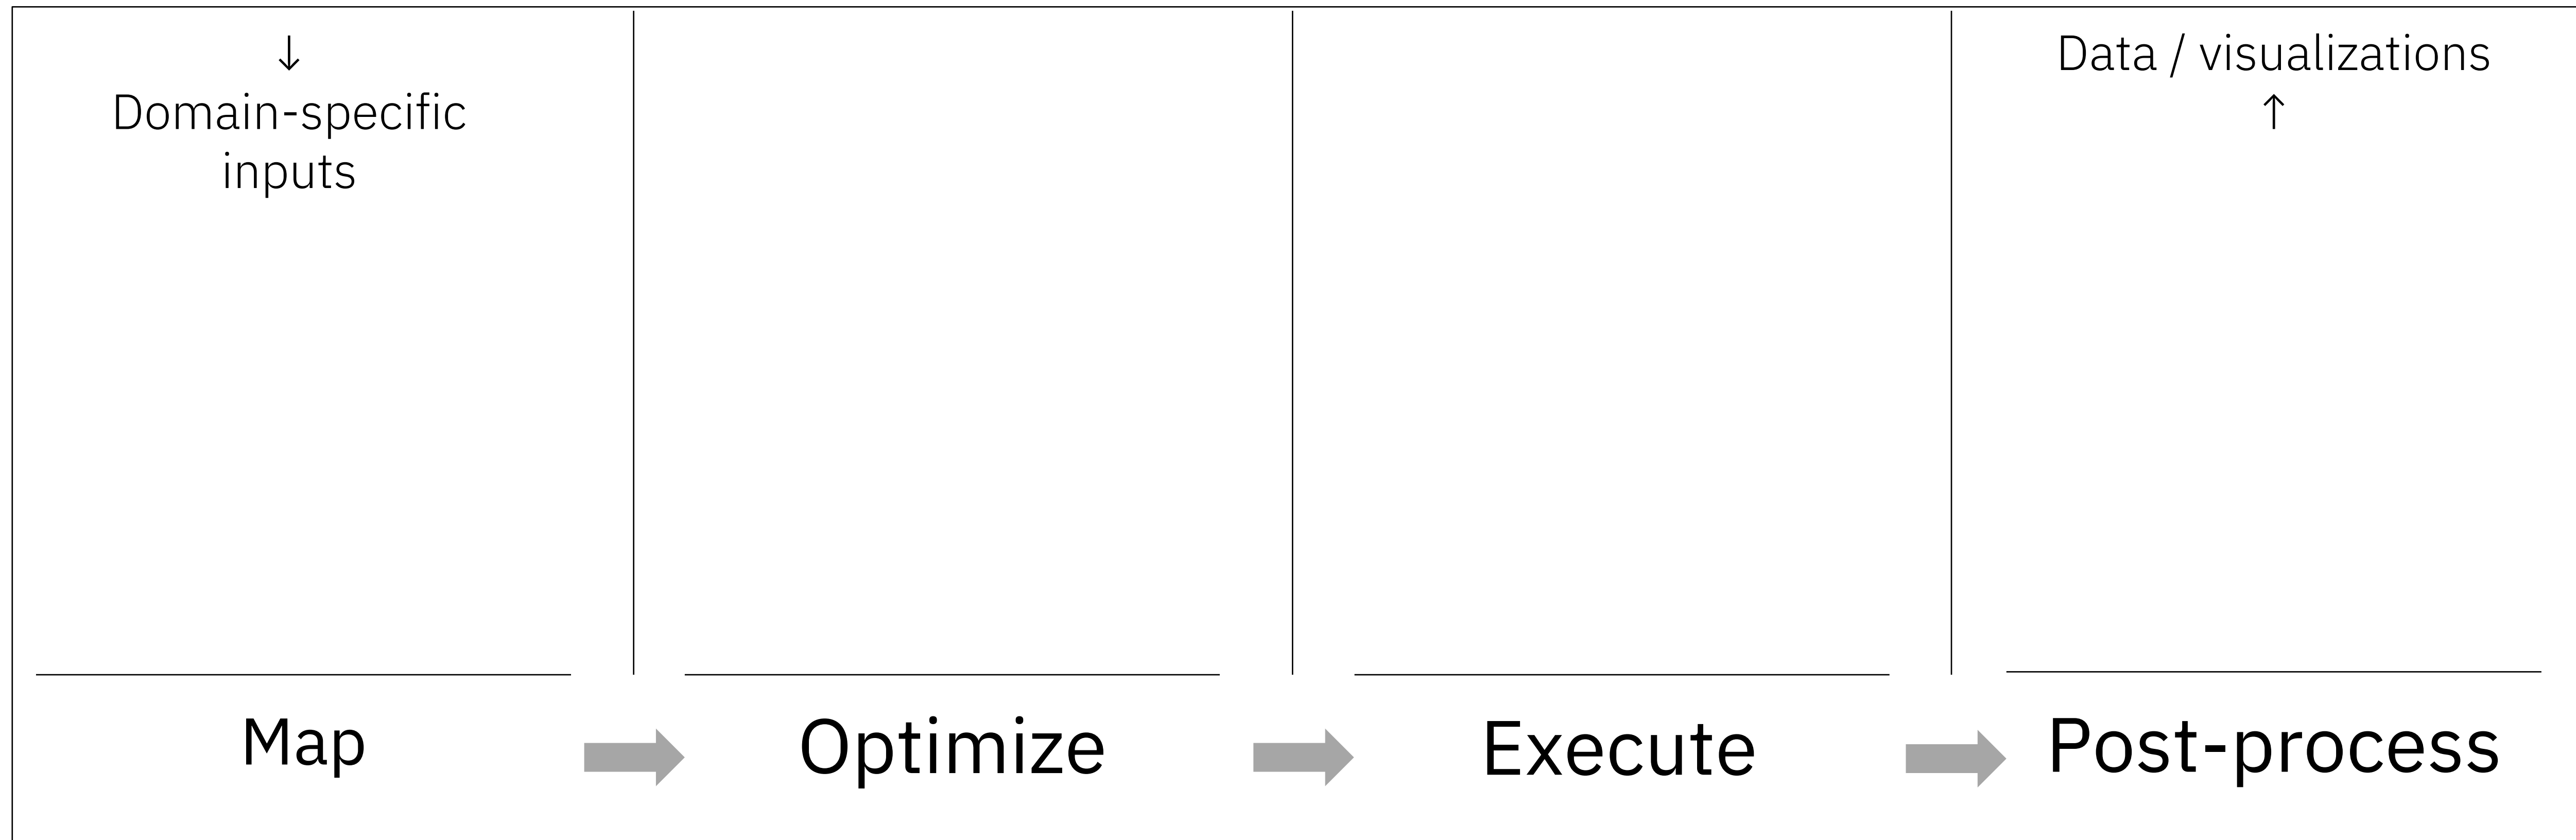 ↓
Domain-specific
inputs
Data / visualizations
↑
Map
Optimize
Execute
Post-process